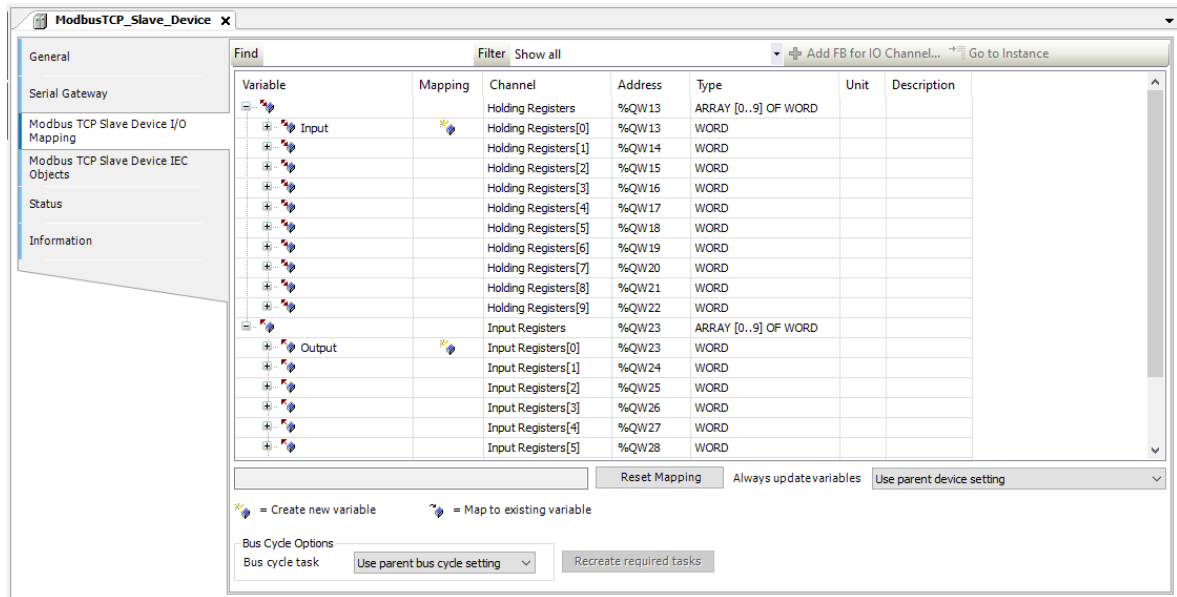 ModbusTCP_Slave_Device X
General
Serial Gateway
Modbus TCP Slave Device I/O
Mapping
Modbus TCP Slave Device IEC
Objects
Status
Information
Find Filter Show all Add FB for IO Channel... Go to Instance
Variable Mapping Channel Address Type Unit Description
Holding Registers %QW13 ARRAY [0..9] OF WORD
Input Holding Registers[0] %QW13 WORD
Holding Registers[1] %QW14 WORD
Holding Registers[2] %QW15 WORD
Holding Registers[3] %QW16 WORD
Holding Registers[4] %QW17 WORD
Holding Registers[5] %QW18 WORD
Holding Registers[6] %QW19 WORD
Holding Registers[7] %QW20 WORD
Holding Registers[8] %QW21 WORD
Holding Registers[9] %QW22 WORD
Input Registers %QW23 ARRAY [0..9] OF WORD
Output Input Registers[0] %QW23 WORD
Input Registers[1] %QW24 WORD
Input Registers[2] %QW25 WORD
Input Registers[3] %QW26 WORD
Input Registers[4] %QW27 WORD
Input Registers[5] %QW28 WORD
Reset Mapping Always update variables Use parent device setting
= Create new variable = Map to existing variable
Bus Cycle Options
Bus cycle task Use parent bus cycle setting Recreate required tasks